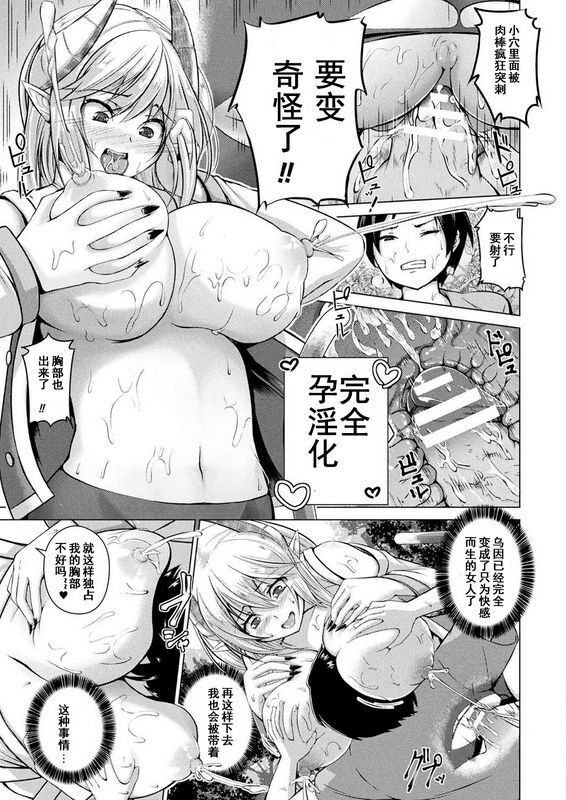 小穴里面被
肉棒疯狂突刺
要变
奇怪了!!
不行
要射了
胸部也
出来了
!!
完全
孕淫化
乌因已经完全
变成了只为快感
而生的女人了
就这样独占
我的胸部
不好吗~♥
再这样下去
我也会被带着
这种事情…